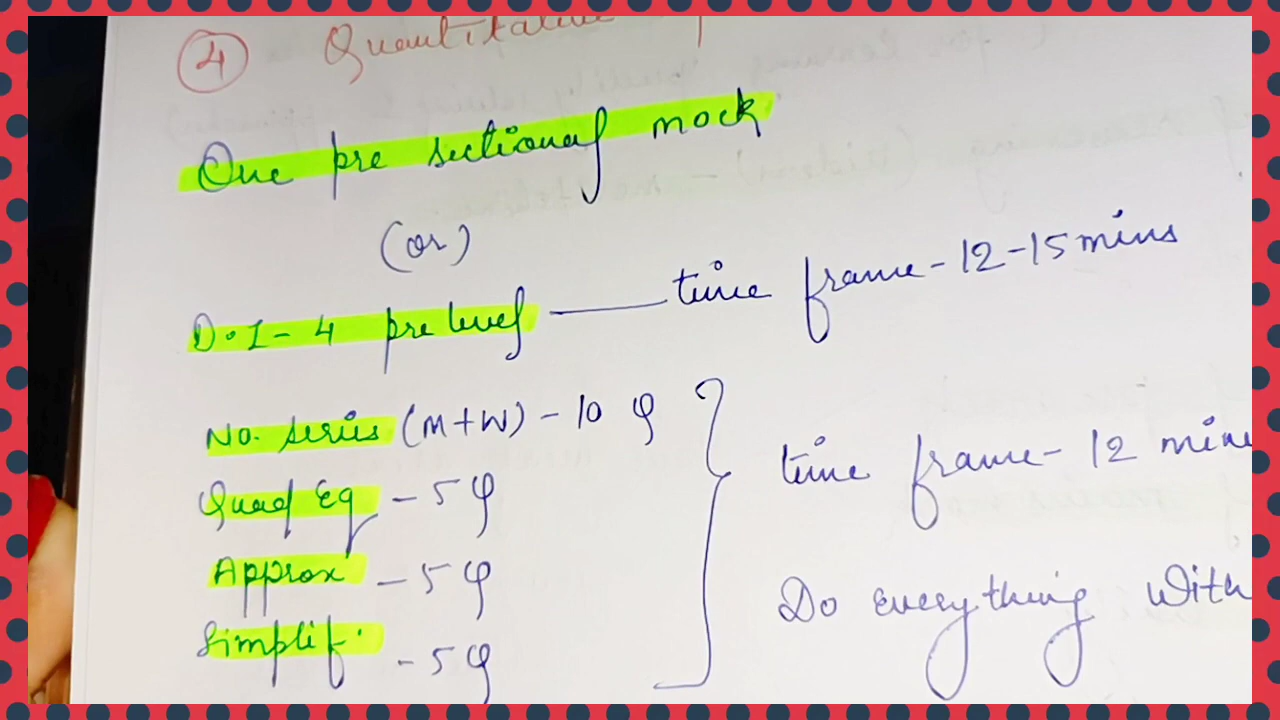 ④ Quantitative
One pre sectional mock
(or)
D.I - 4 pre level — time frame - 12-15 mins
No. series (M+W) - 10 Q
Quad Eq - 5 Q
Approx - 5 Q
Simplif. - 5 Q
time frame - 12 mins
Do everything with